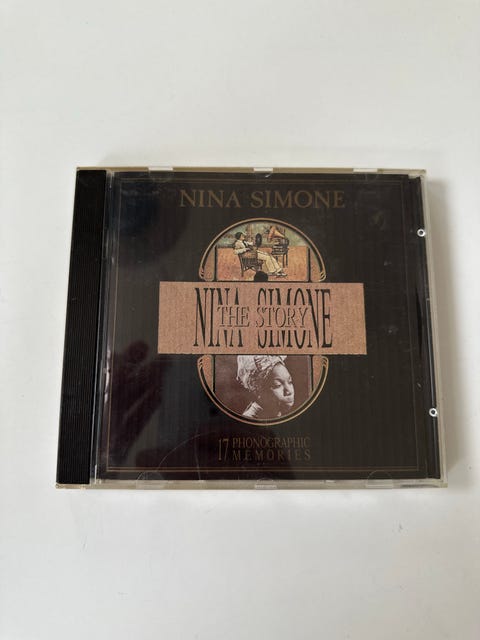 NINA SIMONE
NINA SIMONE
THE STORY
17 PHONOGRAPHIC
MEMORIES